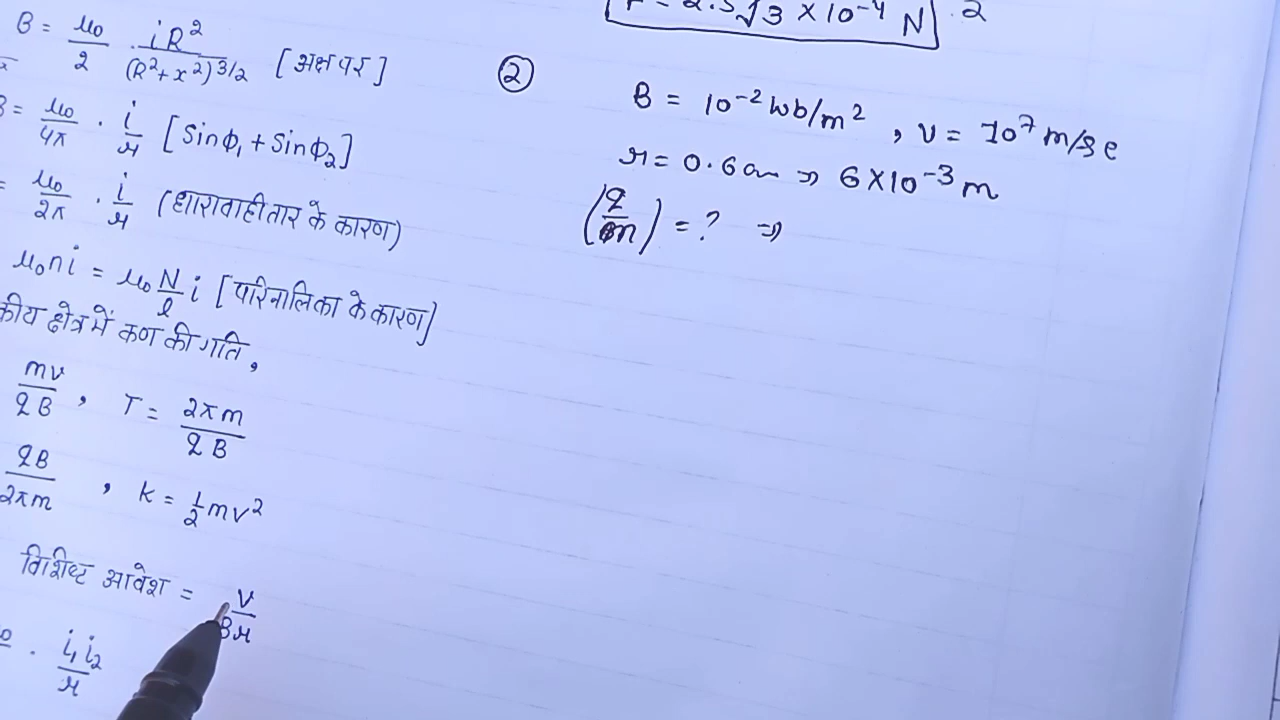 B = μ₀/2 iR²/(R²+x²)^3/2 [अक्ष पर]
B = μ₀/4π . i/r [Sinϕ₁ + Sinϕ₂]
= μ₀/2π . i/r (धारावाही तार के कारण)
μ₀ni = μ₀ N/l i [परिनालिका के कारण]
कीय क्षेत्र में कण की गति,
mv/qB , T = 2πm/qB
qB/2πm , K = 1/2 mv²
विशिष्ट आवेश = v/Br
. i₁i₂/r
= 2.5√3 × 10⁻⁴ N . 2
②
B = 10⁻² wb/m² , v = 10⁷ m/se
r = 0.6 cm ⇒ 6×10⁻³ m
(q/m) = ? ⇒